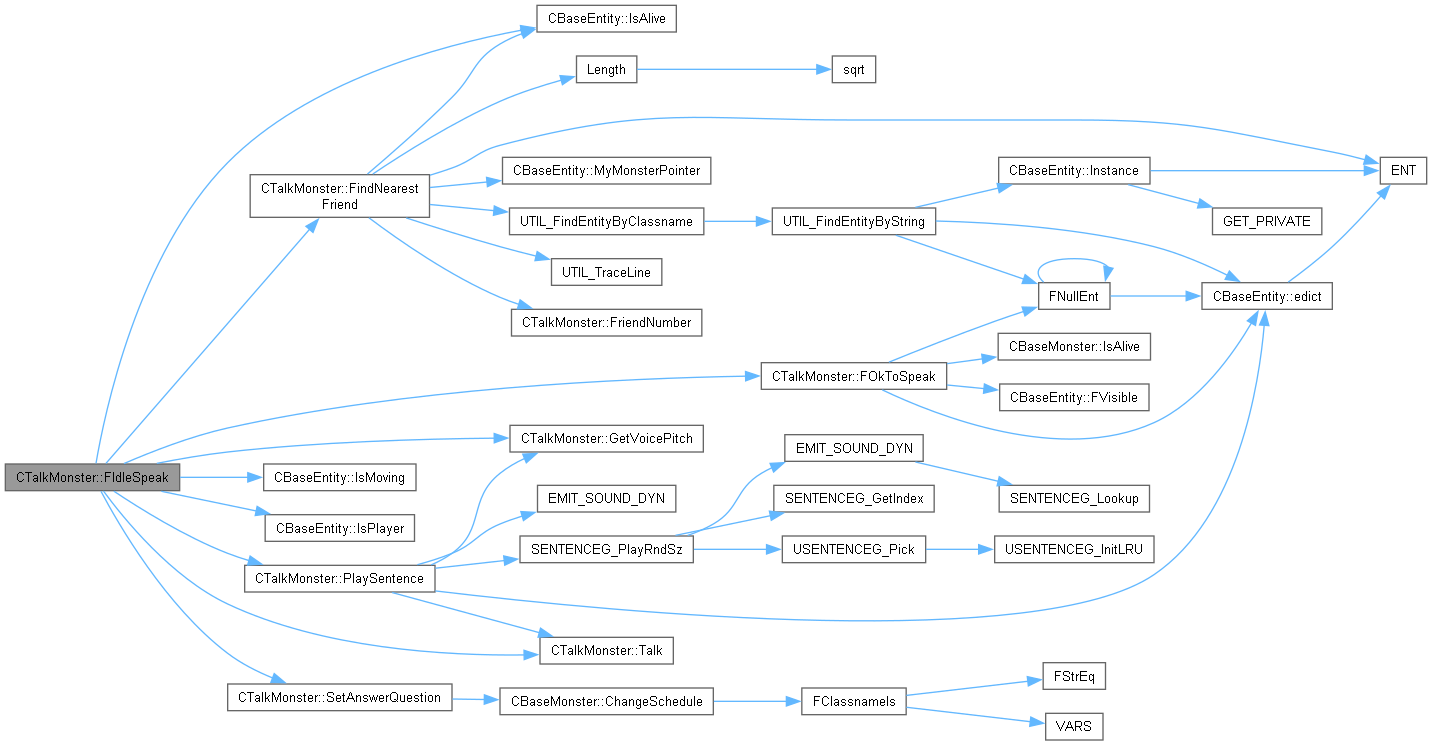 CBaseEntity::IsAlive
Length
sqrt
CBaseEntity::MyMonsterPointer
CBaseEntity::Instance
ENT
CTalkMonster::FindNearest
Friend
UTIL_FindEntityByClassname
UTIL_FindEntityByString
GET_PRIVATE
UTIL_TraceLine
FNullEnt
CBaseEntity::edict
CTalkMonster::FriendNumber
CBaseMonster::IsAlive
CTalkMonster::FOkToSpeak
CBaseEntity::FVisible
CTalkMonster::GetVoicePitch
EMIT_SOUND_DYN
CTalkMonster::FIdleSpeak
CBaseEntity::IsMoving
EMIT_SOUND_DYN
SENTENCEG_GetIndex
SENTENCEG_Lookup
CBaseEntity::IsPlayer
SENTENCEG_PlayRndSz
USENTENCEG_Pick
USENTENCEG_InitLRU
CTalkMonster::PlaySentence
CTalkMonster::Talk
FStrEq
CTalkMonster::SetAnswerQuestion
CBaseMonster::ChangeSchedule
FClassnameIs
VARS